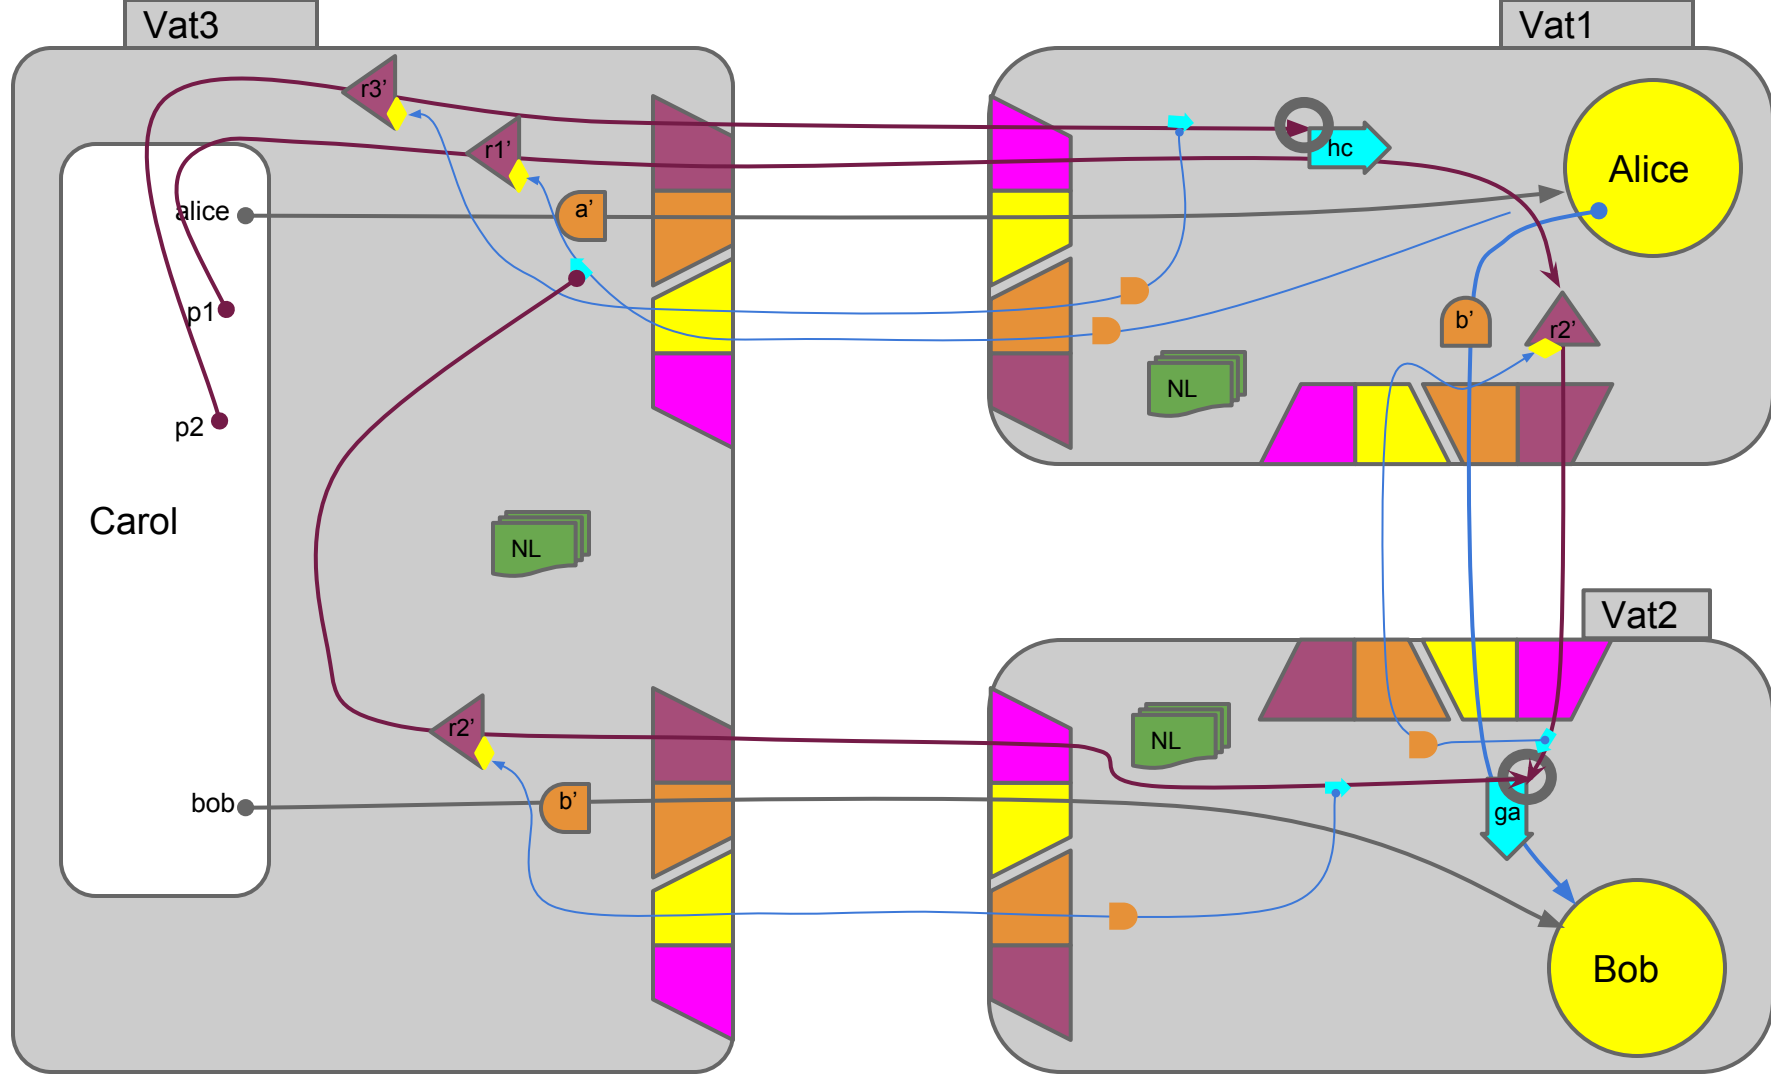 Vat3
Vat1
r3’
r1’
hc
Alice
alice
a’
p1
b’
r2’
NL
p2
Carol
NL
Vat2
r2’
NL
bob
b’
ga
Bob